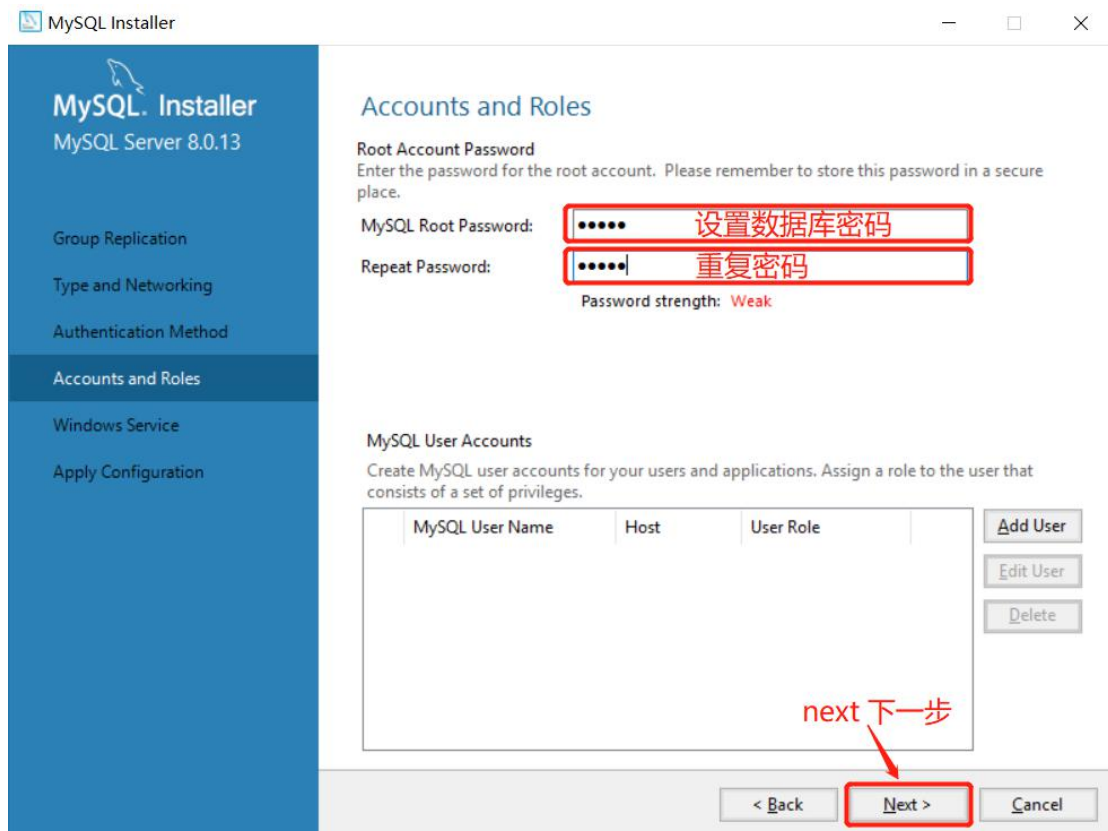 MySQL Installer
MySQL. Installer
MySQL Server 8.0.13
Group Replication
Type and Networking
Authentication Method
Accounts and Roles
Windows Service
Apply Configuration
Accounts and Roles
Root Account Password
Enter the password for the root account. Please remember to store this password in a secure
place.
MySQL Root Password: ●●●●● 设置数据库密码
Repeat Password: ●●●●● 重复密码
Password strength: Weak
MySQL User Accounts
Create MySQL user accounts for your users and applications. Assign a role to the user that
consists of a set of privileges.
MySQL User Name Host User Role
Add User
Edit User
Delete
next 下一步
< Back Next > Cancel